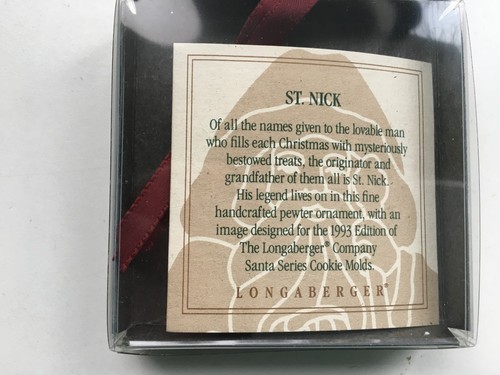 ST. NICK
Of all the names given to the lovable man
who fills each Christmas with mysteriously
bestowed treats, the originator and
grandfather of them all is St. Nick.
His legend lives on in this fine
handcrafted pewter ornament, with an
image designed for the 1993 Edition of
The Longaberger® Company
Santa Series Cookie Molds.
LONGABERGER®